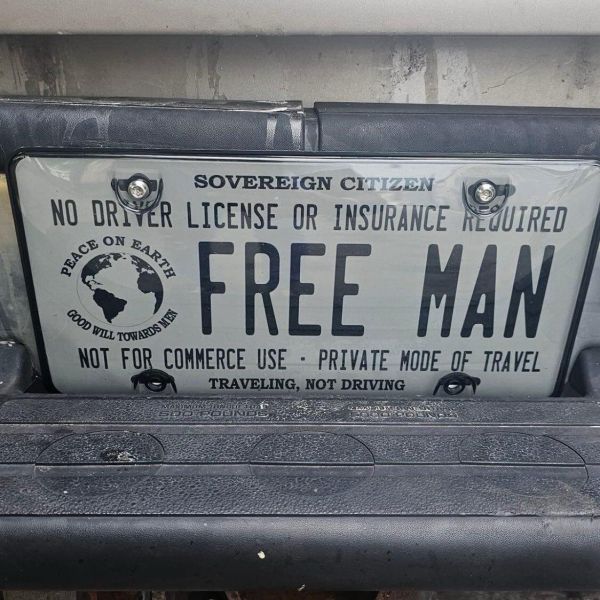 SOVEREIGN CITIZEN
NO DRIVER LICENSE OR INSURANCE REQUIRED
PEACE ON EARTH
GOOD WILL TOWARDS MEN
FREE MAN
NOT FOR COMMERCE USE · PRIVATE MODE OF TRAVEL
TRAVELING, NOT DRIVING
POUNDS